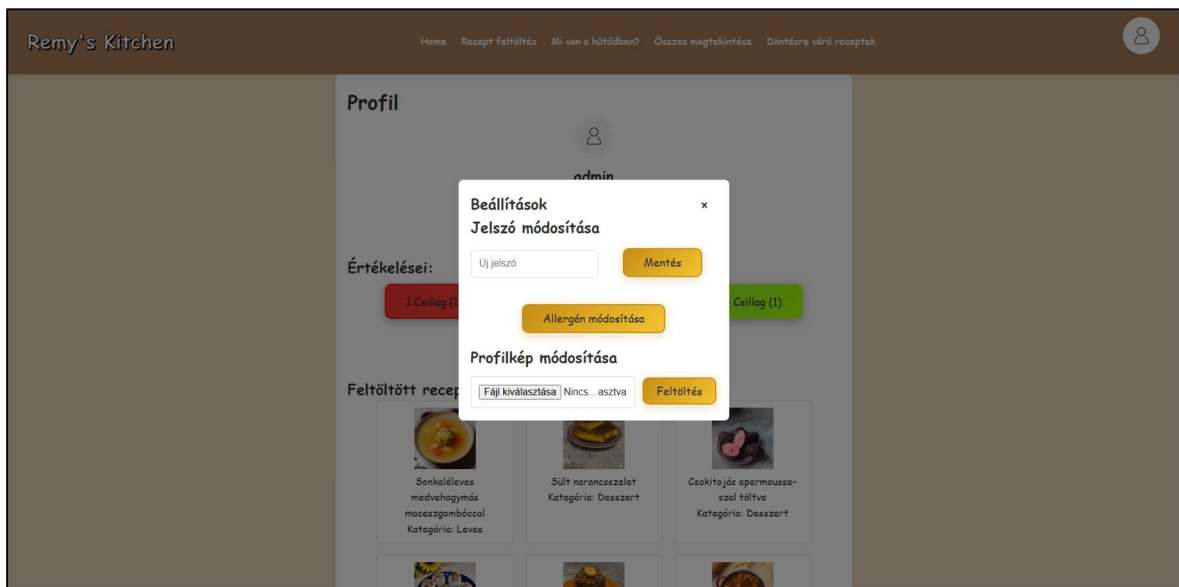 Remy's Kitchen
Home Recept feltöltés Mi van a hűtődben? Összes megtekintése Döntésre váró receptek
Profil
admin
Beállítások ×
Jelszó módosítása
Új jelszó Mentés
Értékelései:
1 Csillag (1 Csillag (1)
Allergén módosítása
Profilkép módosítása
Feltöltött recep
Fájl kiválasztása Nincs...asztva Feltöltés
Sonkaléleves
medvehagymás
maceszgombóccal
Kategória: Leves
Sült narancsszelet
Kategória: Desszert
Csokitojás epermousse-
szal töltve
Kategória: Desszert